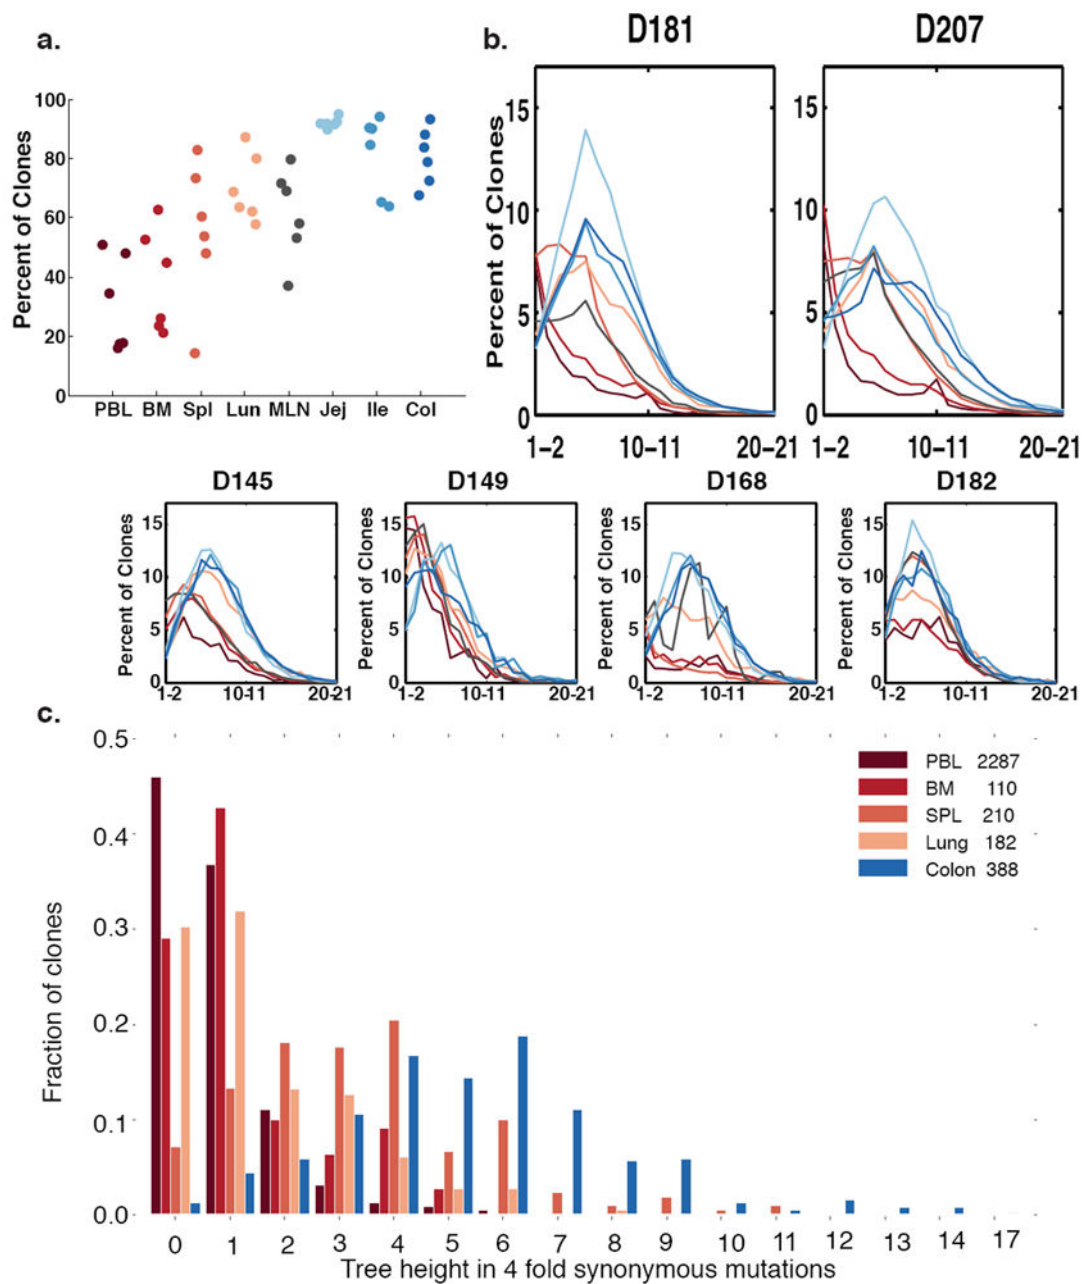 a.
Percent of Clones
100
80
60
40
20
0
PBL BM Spl Lun MLN Jej Ile Col
b.
D181
D207
Percent of Clones
15
10
5
0
1–2 10–11 20–21
15
10
5
0
1–2 10–11 20–21
D145
D149
D168
D182
Percent of Clones
15
10
5
0
1-2 10-11 20-21
Percent of Clones
15
10
5
0
1-2 10-11 20-21
Percent of Clones
15
10
5
0
1-2 10-11 20-21
Percent of Clones
15
10
5
0
1-2 10-11 20-21
c.
Fraction of clones
0.5
0.4
0.3
0.2
0.1
0.0
PBL 2287
BM 110
SPL 210
Lung 182
Colon 388
0 1 2 3 4 5 6 7 8 9 10 11 12 13 14 17
Tree height in 4 fold synonymous mutations